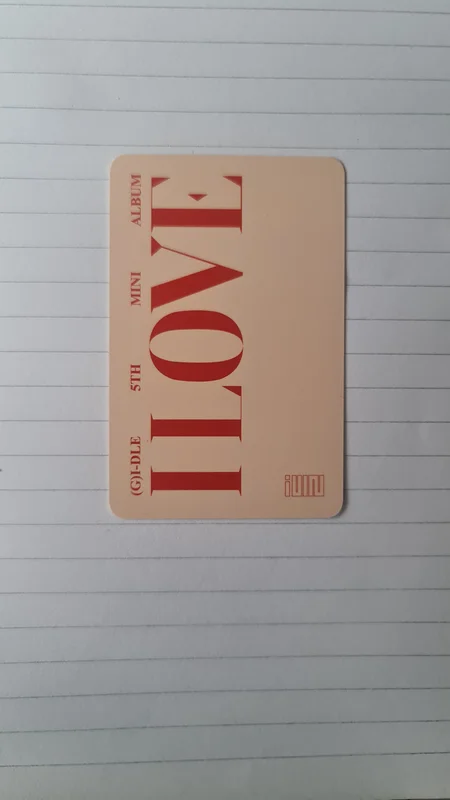 (G)I-DLE 5TH MINI ALBUM
I LOVE